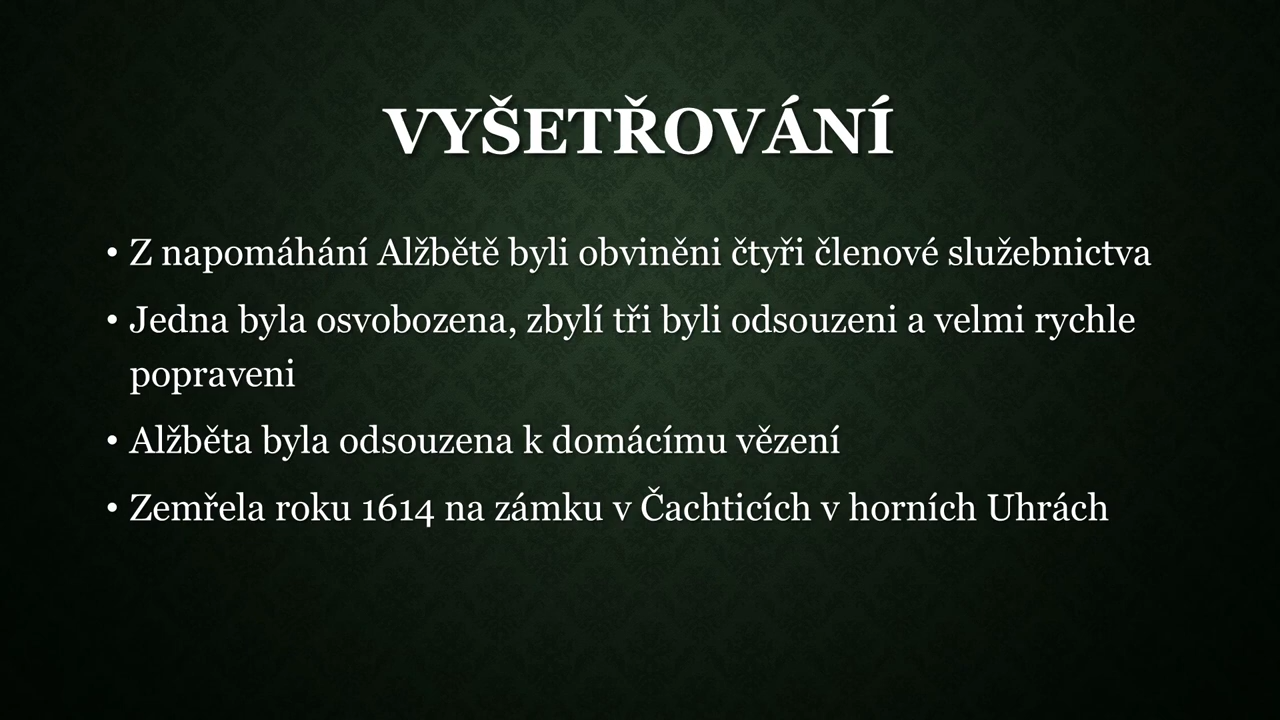 VYŠETŘOVÁNÍ
• Z napomáhání Alžbětě byli obviněni čtyři členové služebnictva
• Jedna byla osvobozena, zbylí tři byli odsouzeni a velmi rychle
popraveni
• Alžběta byla odsouzena k domácímu vězení
• Zemřela roku 1614 na zámku v Čachticích v horních Uhrách